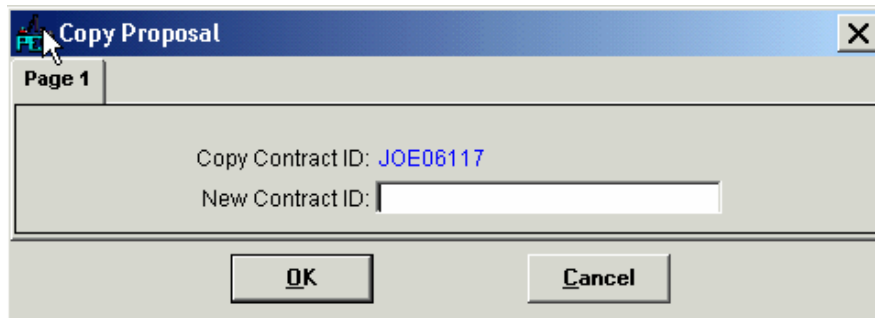 Copy Proposal
Page 1
Copy Contract ID: JOE06117
New Contract ID:
OK Cancel